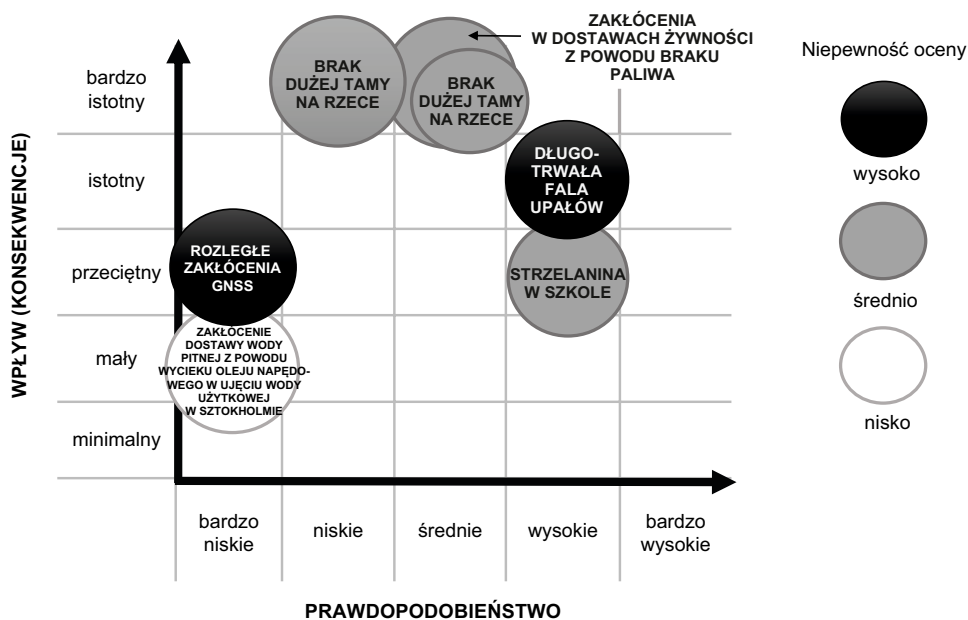 ZAKŁÓCENIA
W DOSTAWACH ŻYWNOŚCI
Z POWODU BRAKU
PALIWA
Niepewność oceny
wysoko
średnio
nisko
WPŁYW (KONSEKWENCJE)
bardzo
istotny
istotny
przeciętny
mały
minimalny
BRAK
DUŻEJ TAMY
NA RZECE
BRAK
DUŻEJ TAMY
NA RZECE
DŁUGO-
TRWAŁA
FALA
UPAŁÓW
ROZLEGŁE
ZAKŁÓCENIA
GNSS
STRZELANINA
W SZKOLE
ZAKŁÓCENIE
DOSTAWY WODY
PITNEJ Z POWODU
WYCIEKU OLEJU NAPĘDO-
WEGO W UJĘCIU WODY
UŻYTKOWEJ
W SZTOKHOLMIE
bardzo
niskie
niskie
średnie
wysokie
bardzo
wysokie
PRAWDOPODOBIEŃSTWO